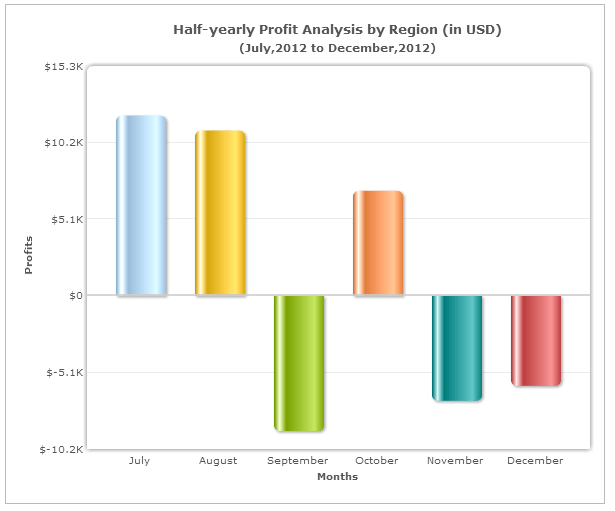 Half-yearly Profit Analysis by Region (in USD)
(July,2012 to December,2012)
$15.3K
$10.2K
$5.1K
$0
$-5.1K
$-10.2K
Profits
July August September October November December
Months